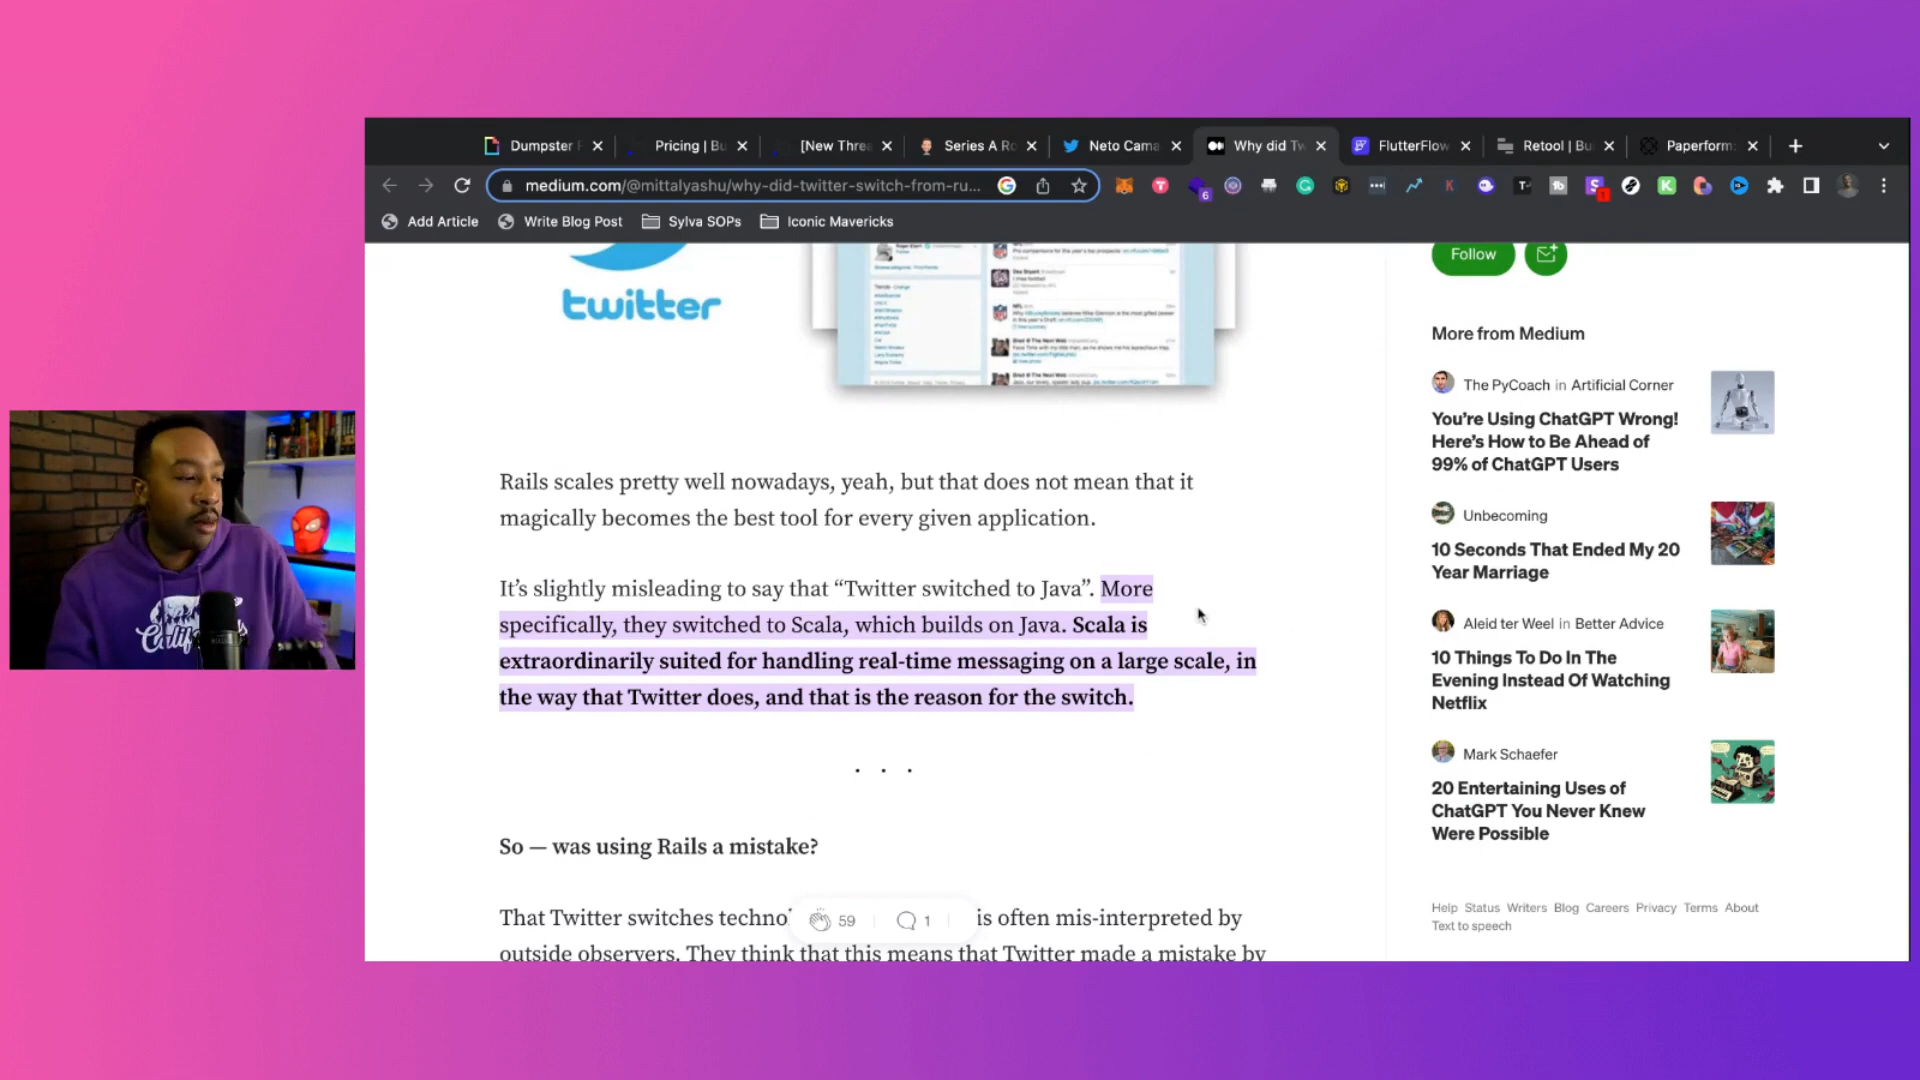 Dumpster F
Pricing | Bu
[New Threa
Series A Ro
Neto Cama
Why did Tw
FlutterFlow
Retool | Bu
Paperform:
medium.com/@mittalyashu/why-did-twitter-switch-from-ru...
6
1
Add Article
Write Blog Post
Sylva SOPs
Iconic Mavericks
twitter
Follow
More from Medium
The PyCoach in Artificial Corner
You’re Using ChatGPT Wrong!
Here’s How to Be Ahead of
99% of ChatGPT Users
Unbecoming
10 Seconds That Ended My 20
Year Marriage
Aleid ter Weel in Better Advice
10 Things To Do In The
Evening Instead Of Watching
Netflix
Mark Schaefer
20 Entertaining Uses of
ChatGPT You Never Knew
Were Possible
Help Status Writers Blog Careers Privacy Terms About
Text to speech
Rails scales pretty well nowadays, yeah, but that does not mean that it
magically becomes the best tool for every given application.
It’s slightly misleading to say that “Twitter switched to Java”. More
specifically, they switched to Scala, which builds on Java. Scala is
extraordinarily suited for handling real-time messaging on a large scale, in
the way that Twitter does, and that is the reason for the switch.
. . .
So — was using Rails a mistake?
That Twitter switches techno is often mis-interpreted by
59
1
outside observers. They think that this means that Twitter made a mistake by